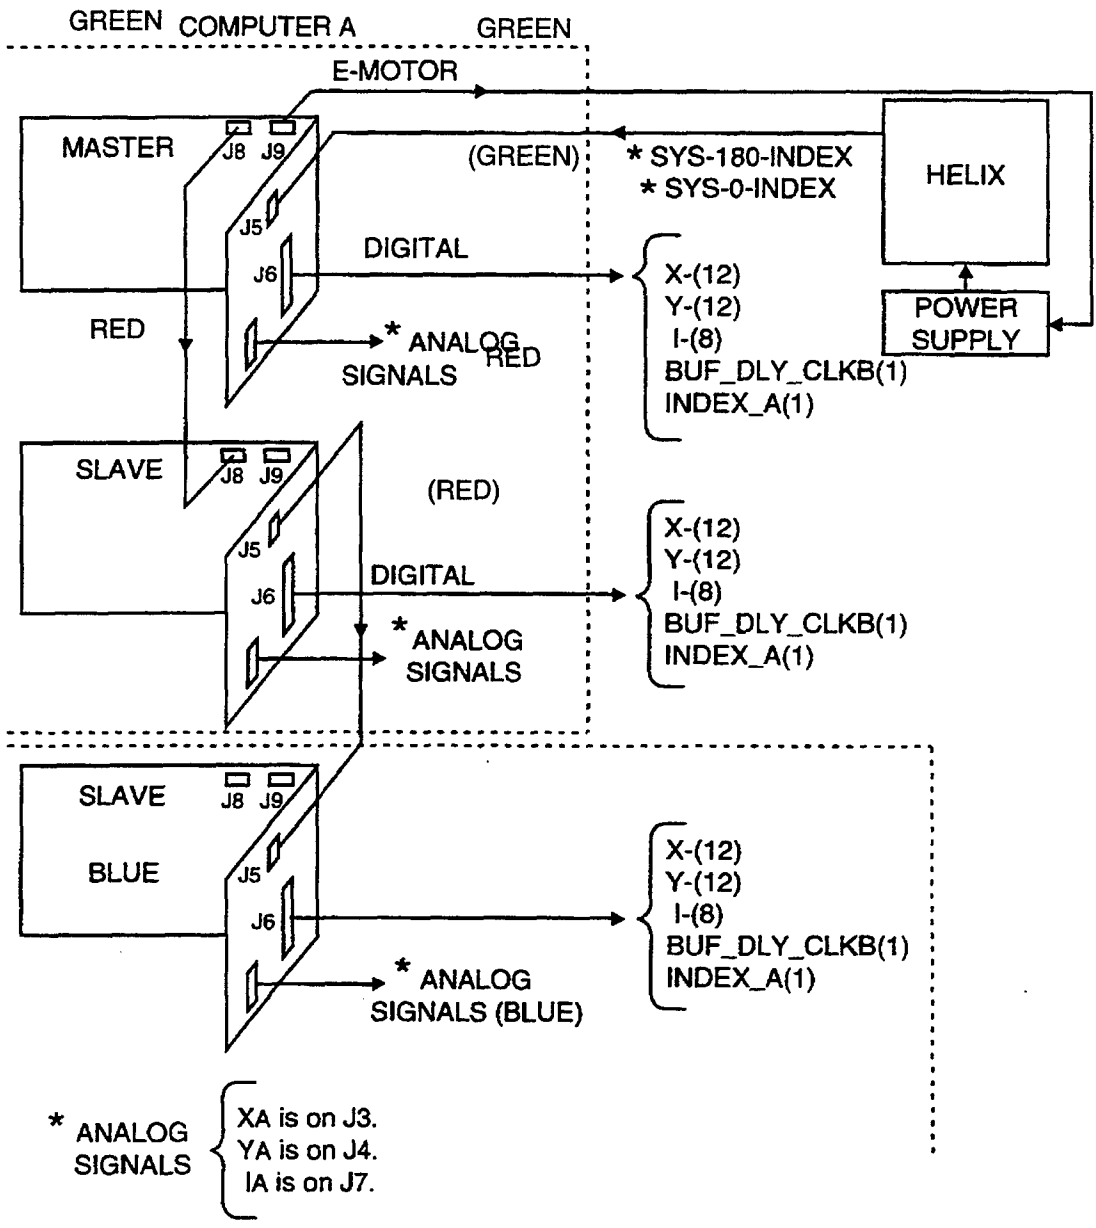 GREEN COMPUTER A GREEN
E-MOTOR
MASTER
J8 J9
(GREEN)
* SYS-180-INDEX
* SYS-0-INDEX
HELIX
J5
DIGITAL
J6
X-(12)
Y-(12)
I-(8)
BUF_DLY_CLKB(1)
INDEX_A(1)
POWER
SUPPLY
RED
* ANALOG
RED
SIGNALS
SLAVE
J8 J9
(RED)
J5
DIGITAL
J6
X-(12)
Y-(12)
I-(8)
BUF_DLY_CLKB(1)
INDEX_A(1)
* ANALOG
SIGNALS
SLAVE
J8 J9
BLUE
J5
J6
X-(12)
Y-(12)
I-(8)
BUF_DLY_CLKB(1)
INDEX_A(1)
* ANALOG
SIGNALS (BLUE)
* ANALOG
SIGNALS
XA is on J3.
YA is on J4.
IA is on J7.